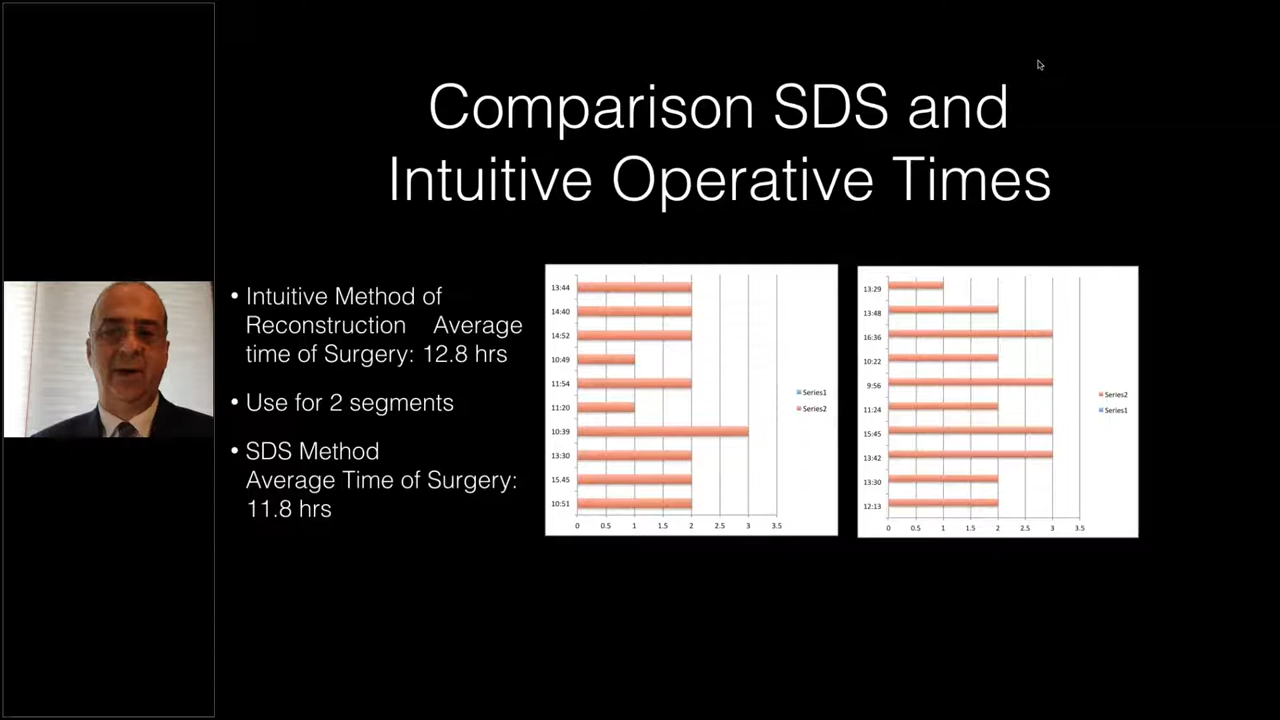 Comparison SDS and
Intuitive Operative Times
• Intuitive Method of
Reconstruction Average
time of Surgery: 12.8 hrs
• Use for 2 segments
• SDS Method
Average Time of Surgery:
11.8 hrs
13:44
14:40
14:52
10:49
11:54
11:20
10:39
13:30
15.45
10:51
0 0.5 1 1.5 2 2.5 3 3.5
Series1
Series2
13:29
13:48
16:36
10:22
9:56
11:24
15:45
13:42
13:30
12:13
0 0.5 1 1.5 2 2.5 3 3.5
Series2
Series1